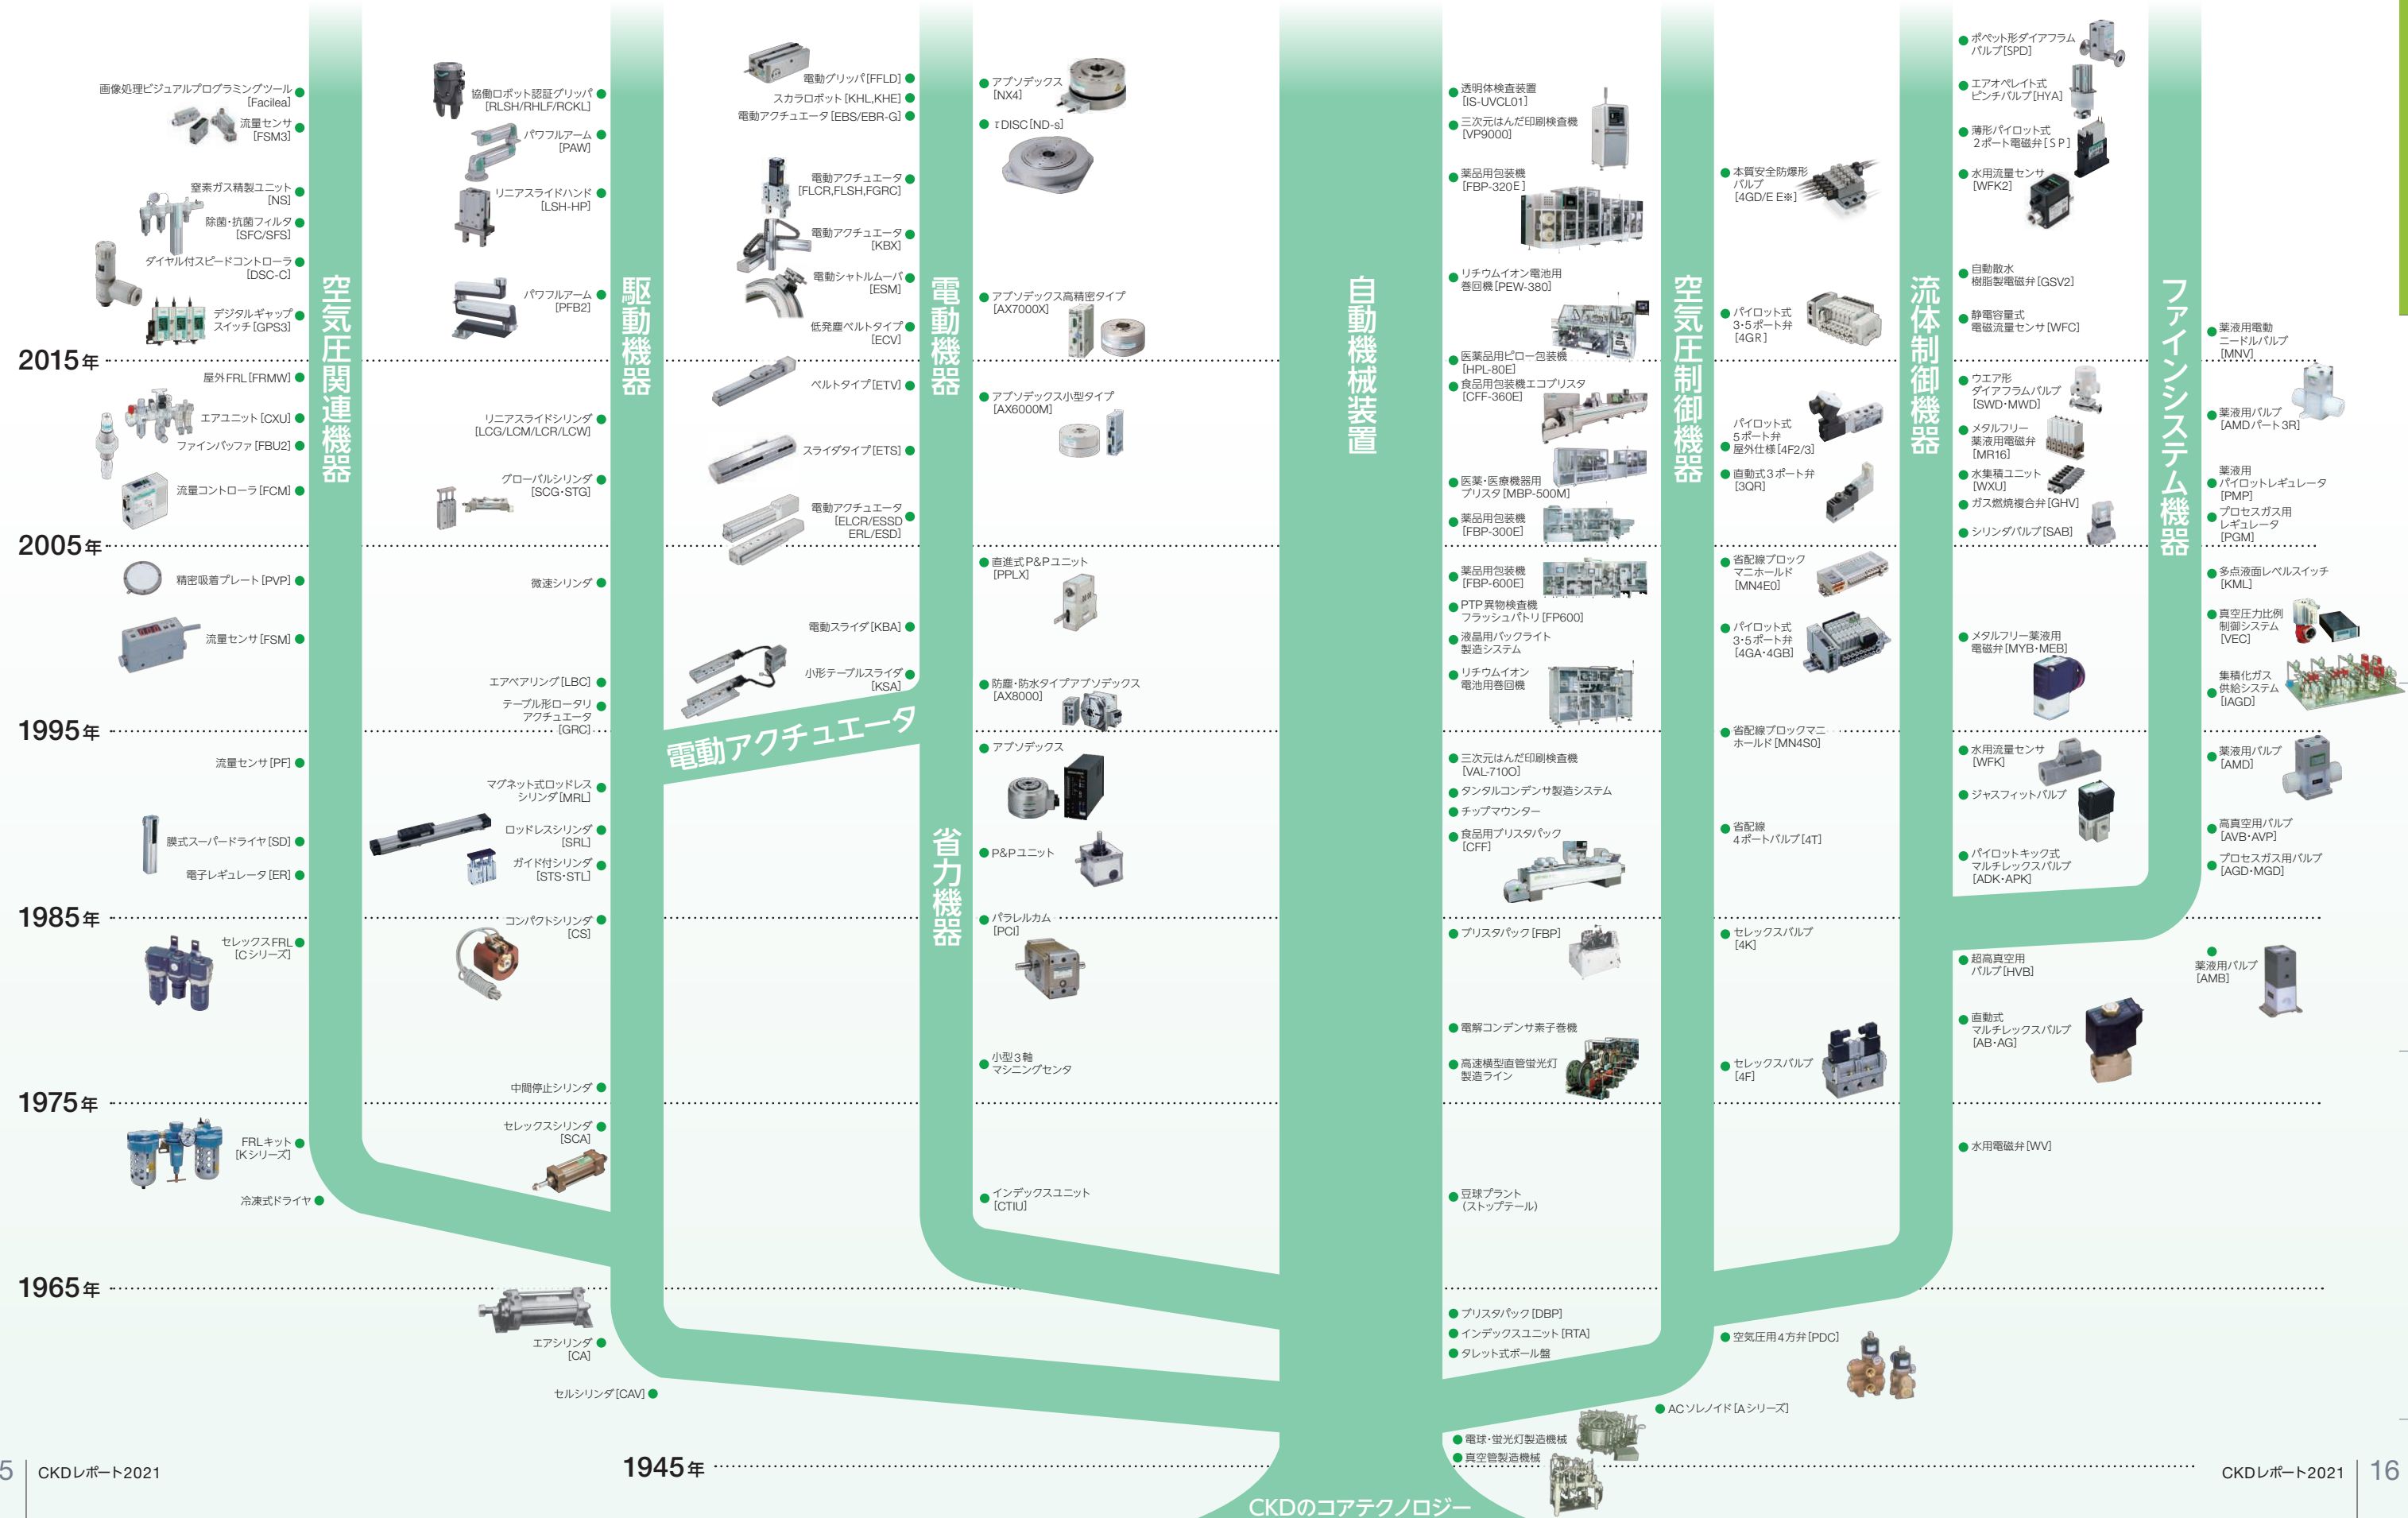 画像処理ビジュアルプログラミングツール
[Facilea]
流量センサ
[FSM3]
窒素ガス精製ユニット
[NS]
除菌・抗菌フィルタ
[SFC/SFS]
ダイヤル付スピードコントローラ
[DSC-C]
デジタルギャップ
スイッチ[GPS3]
2015年
屋外FRL[FRMW]
エアユニット[CXU]
ファインバッファ[FBU2]
流量コントローラ[FCM]
2005年
精密吸着プレート[PVP]
流量センサ[FSM]
1995年
流量センサ[PF]
膜式スーパードライヤ[SD]
電子レギュレータ[ER]
1985年
セレックスFRL
[Cシリーズ]
1975年
FRLキット
[Kシリーズ]
冷凍式ドライヤ
1965年
空気圧関連機器
協働ロボット認証グリッパ
[RLSH/RHLF/RCKL]
パワフルアーム
[PAW]
リニアスライドハンド
[LSH-HP]
パワフルアーム
[PFB2]
リニアスライドシリンダ
[LCG/LCM/LCR/LCW]
グローバルシリンダ
[SCG・STG]
微速シリンダ
エアベアリング[LBC]
テーブル形ロータリ
アクチュエータ
[GRC]
マグネット式ロッドレス
シリンダ[MRL]
ロッドレスシリンダ
[SRL]
ガイド付シリンダ
[STS・STL]
コンパクトシリンダ
[CS]
中間停止シリンダ
セレックスシリンダ
[SCA]
エアシリンダ
[CA]
セルシリンダ[CAV]
駆動機器
電動グリッパ[FFLD]
スカラロボット[KHL,KHE]
電動アクチュエータ[EBS/EBR-G]
電動アクチュエータ
[FLCR,FLSH,FGRC]
電動アクチュエータ
[KBX]
電動シャトルムーバ
[ESM]
低発塵ベルトタイプ
[ECV]
ベルトタイプ[ETV]
スライダタイプ[ETS]
電動アクチュエータ
[ELCR/ESSD
ERL/ESD]
電動スライダ[KBA]
小形テーブルスライダ
[KSA]
電動アクチュエータ
電動機器
省力機器
アブソデックス
[NX4]
τDISC[ND-s]
アブソデックス高精密タイプ
[AX7000X]
アブソデックス小型タイプ
[AX6000M]
直進式P&Pユニット
[PPLX]
防塵・防水タイプアブソデックス
[AX8000]
アブソデックス
P&Pユニット
パラレルカム
[PCI]
小型3軸
マシニングセンタ
インデックスユニット
[CTIU]
自動機械装置
透明体検査装置
[IS-UVCL01]
三次元はんだ印刷検査機
[VP9000]
薬品用包装機
[FBP-320E]
リチウムイオン電池用
巻回機[PEW-380]
医薬品用ピロー包装機
[HPL-80E]
食品用包装機エコブリスタ
[CFF-360E]
医薬・医療機器用
ブリスタ[MBP-500M]
薬品用包装機
[FBP-300E]
薬品用包装機
[FBP-600E]
PTP異物検査機
フラッシュパトリ[FP600]
液晶用バックライト
製造システム
リチウムイオン
電池用巻回機
三次元はんだ印刷検査機
[VAL-710O]
タンタルコンデンサ製造システム
チップマウンター
食品用ブリスタパック
[CFF]
ブリスタパック[FBP]
電解コンデンサ素子巻機
高速横型直管蛍光灯
製造ライン
豆球プラント
(ストップテール)
ブリスタパック[DBP]
インデックスユニット[RTA]
タレット式ボール盤
電球・蛍光灯製造機械
真空管製造機械
空気圧制御機器
本質安全防爆形
バルブ
[4GD/E E※]
パイロット式
3・5ポート弁
[4GR]
パイロット式
5ポート弁
屋外仕様[4F2/3]
直動式3ポート弁
[3QR]
省配線ブロック
マニホールド
[MN4E0]
パイロット式
3・5ポート弁
[4GA・4GB]
省配線ブロックマニ
ホールド[MN4S0]
省配線
4ポートバルブ[4T]
セレックスバルブ
[4K]
セレックスバルブ
[4F]
空気圧用4方弁[PDC]
ACソレノイド[Aシリーズ]
流体制御機器
ポペット形ダイアフラム
バルブ[SPD]
エアオペレイト式
ピンチバルブ[HYA]
薄形パイロット式
2ポート電磁弁[SP]
水用流量センサ
[WFK2]
自動散水
樹脂製電磁弁[GSV2]
静電容量式
電磁流量センサ[WFC]
ウエア形
ダイアフラムバルブ
[SWD・MWD]
メタルフリー
薬液用電磁弁
[MR16]
水集積ユニット
[WXU]
ガス燃焼複合弁[GHV]
シリンダバルブ[SAB]
メタルフリー薬液用
電磁弁[MYB・MEB]
水用流量センサ
[WFK]
ジャスフィットバルブ
パイロットキック式
マルチレックスバルブ
[ADK・APK]
超高真空用
バルブ[HVB]
直動式
マルチレックスバルブ
[AB・AG]
水用電磁弁[WV]
ファインシステム機器
薬液用電動
ニードルバルブ
[MNV]
薬液用バルブ
[AMDパート3R]
薬液用
パイロットレギュレータ
[PMP]
プロセスガス用
レギュレータ
[PGM]
多点液面レベルスイッチ
[KML]
真空圧力比例
制御システム
[VEC]
集積化ガス
供給システム
[IAGD]
薬液用バルブ
[AMD]
高真空用バルブ
[AVB・AVP]
プロセスガス用バルブ
[AGD・MGD]
薬液用バルブ
[AMB]
1945年
CKDのコアテクノロジー
5
CKDレポート2021
CKDレポート2021
16